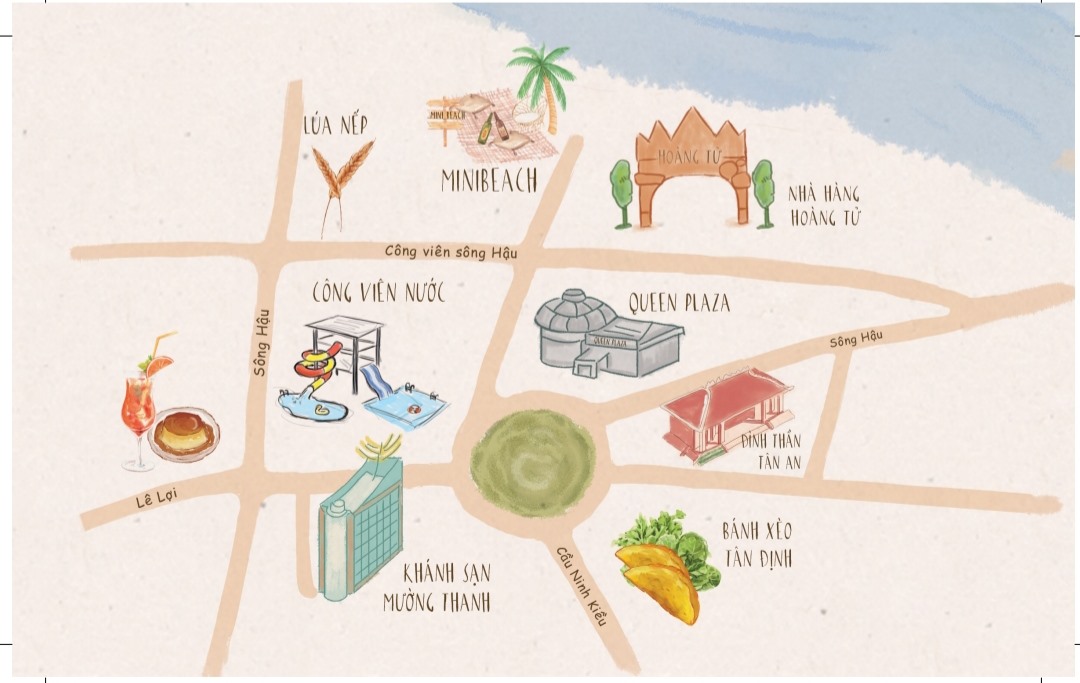 LÚA NẾP
MINI BEACH
MINIBEACH
HOÀNG TỬ
NHÀ HÀNG
HOÀNG TỬ
Công viên sông Hậu
CÔNG VIÊN NƯỚC
QUEEN PLAZA
QUEEN PLAZA
Sông Hậu
Sông Hậu
ĐÌNH THẦN
TÂN AN
Lê Lợi
BÁNH XÈO
TÂN ĐỊNH
Cầu Ninh Kiều
KHÁNH SẠN
MƯỜNG THANH